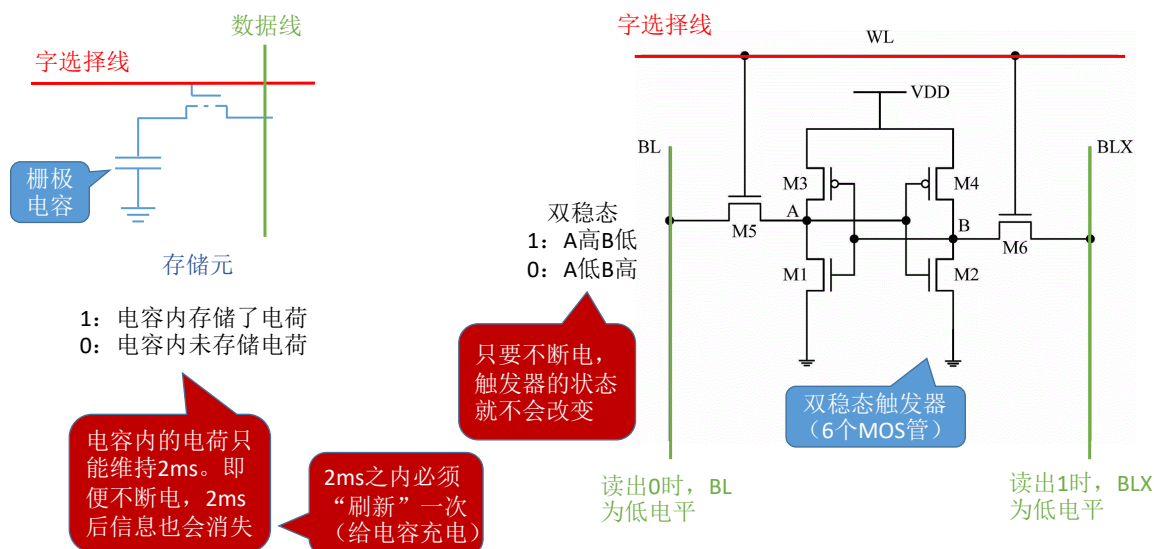 数据线
字选择线
栅极
电容
存储元
1：电容内存储了电荷
0：电容内未存储电荷
电容内的电荷只
能维持2ms。即
便不断电，2ms
后信息也会消失
2ms之内必须
“刷新”一次
（给电容充电）
字选择线
WL
VDD
BL
BLX
M3
M4
A
B
M5
M6
M1
M2
双稳态
1：A高B低
0：A低B高
只要不断电，
触发器的状态
就不会改变
双稳态触发器
（6个MOS管）
读出0时，BL
为低电平
读出1时，BLX
为低电平